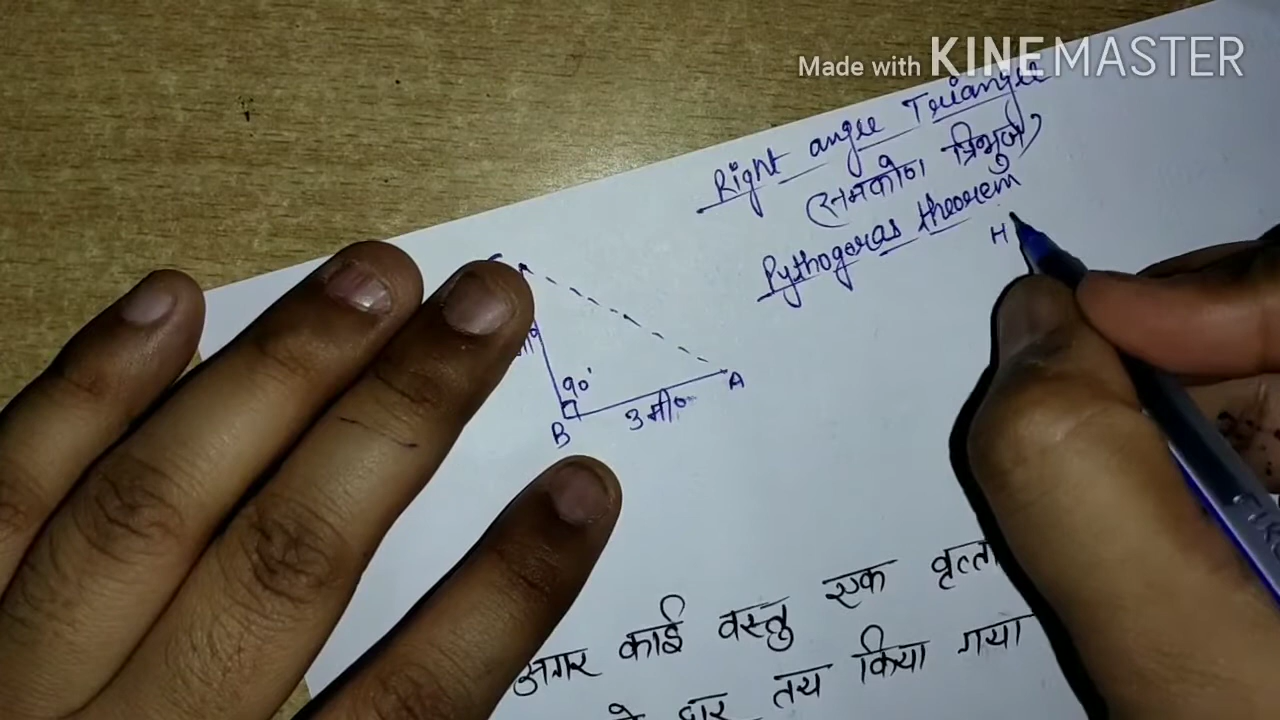 Made with KINEMASTER
Right angle Triangle
(समकोण त्रिभुज)
Pythogoras theorem
H
90°
B
3 मी०
A
अगर काई वस्तु एक
तय किया गया